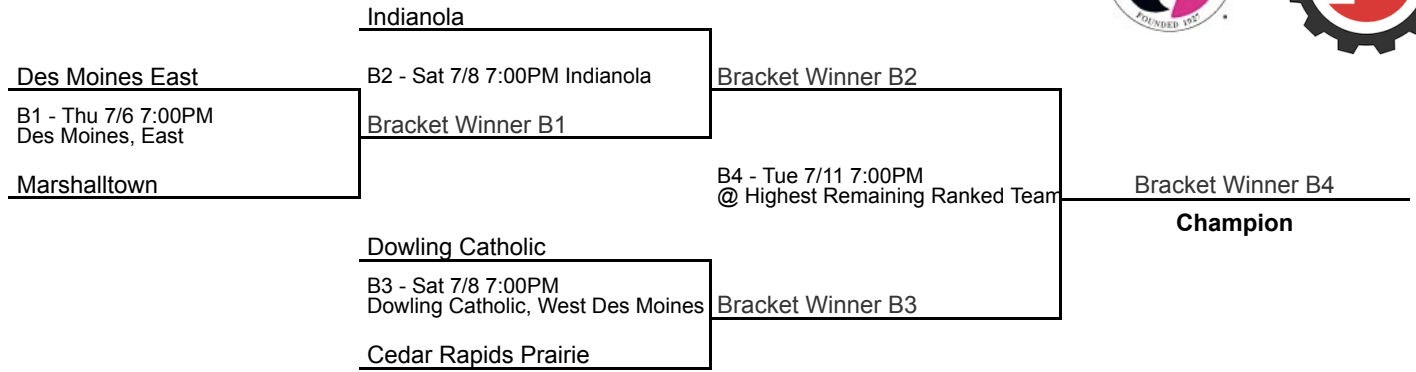 Indianola
FOUNDED 1927
Des Moines East
B2 - Sat 7/8 7:00PM Indianola
Bracket Winner B2
B1 - Thu 7/6 7:00PM
Des Moines, East
Bracket Winner B1
Marshalltown
B4 - Tue 7/11 7:00PM
@ Highest Remaining Ranked Team
Bracket Winner B4
Champion
Dowling Catholic
B3 - Sat 7/8 7:00PM
Dowling Catholic, West Des Moines
Bracket Winner B3
Cedar Rapids Prairie